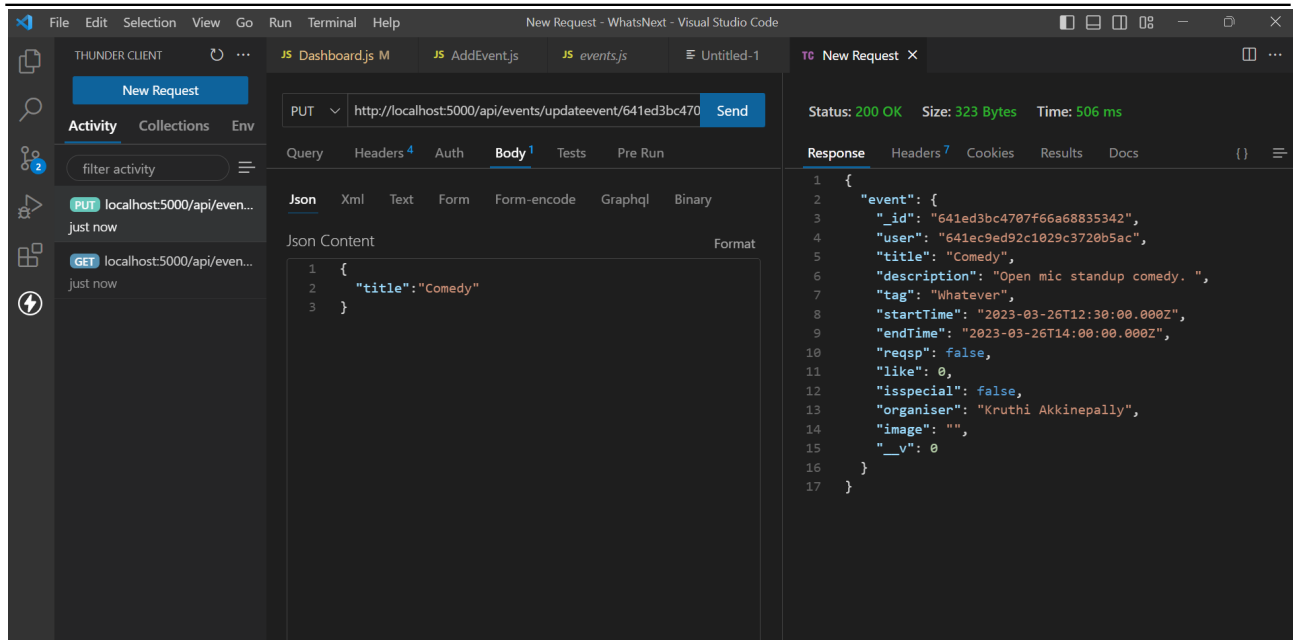 File Edit Selection View Go Run Terminal Help New Request - WhatsNext - Visual Studio Code
THUNDER CLIENT
JS Dashboard.js M JS AddEvent.js JS events.js Untitled-1 TC New Request
New Request
PUT http://localhost:5000/api/events/updateevent/641ed3bc470 Send
Status: 200 OK Size: 323 Bytes Time: 506 ms
Activity Collections Env
Query Headers 4 Auth Body 1 Tests Pre Run
Response Headers 7 Cookies Results Docs { }
2
filter activity
PUT localhost:5000/api/even...
just now
GET localhost:5000/api/even...
just now
Json Xml Text Form Form-encode Graphql Binary
Json Content Format
1 {
2 "title":"Comedy"
3 }
1 {
2 "event": {
3 "_id": "641ed3bc4707f66a68835342",
4 "user": "641ec9ed92c1029c3720b5ac",
5 "title": "Comedy",
6 "description": "Open mic standup comedy. ",
7 "tag": "Whatever",
8 "startTime": "2023-03-26T12:30:00.000Z",
9 "endTime": "2023-03-26T14:00:00.000Z",
10 "reqsp": false,
11 "like": 0,
12 "isspecial": false,
13 "organiser": "Kruthi Akkinepally",
14 "image": "",
15 "__v": 0
16 }
17 }